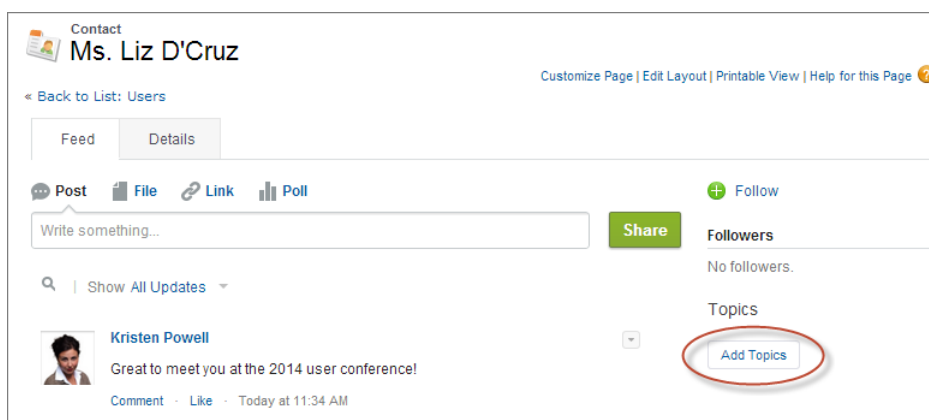 Contact
Ms. Liz D'Cruz
Customize Page | Edit Layout | Printable View | Help for this Page ?
« Back to List: Users
Feed Details
Post File Link Poll
Write something...
Share
Show All Updates
Kristen Powell
Great to meet you at the 2014 user conference!
Comment · Like · Today at 11:34 AM
Follow
Followers
No followers.
Topics
Add Topics